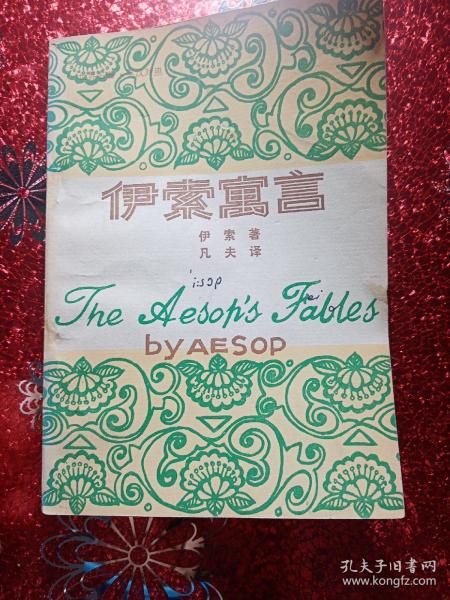 伊索寓言
伊索著
凡夫译
The Aesop's Fables
by AESOP
孔夫子旧书网
www.kongfz.com